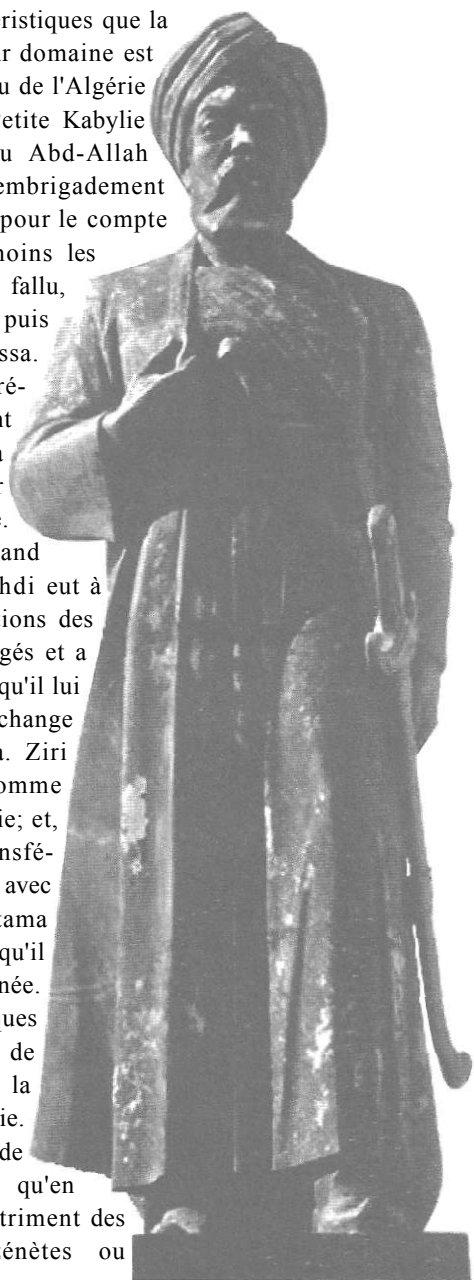 éristiques que la
r domaine est
u de l'Algérie
etite Kabylie
u Abd-Allah
embrigadement
pour le compte
noins les
fallu,
puis
ssa.
ré-
nt
a
r
e.
and
hdi eut à
tions des
gés et a
qu'il lui
change
a. Ziri
omme
ie; et,
nsfé-
avec
tama
qu'il
née.
ques
de
la
ie.
de
qu'en
triment des
énètes ou